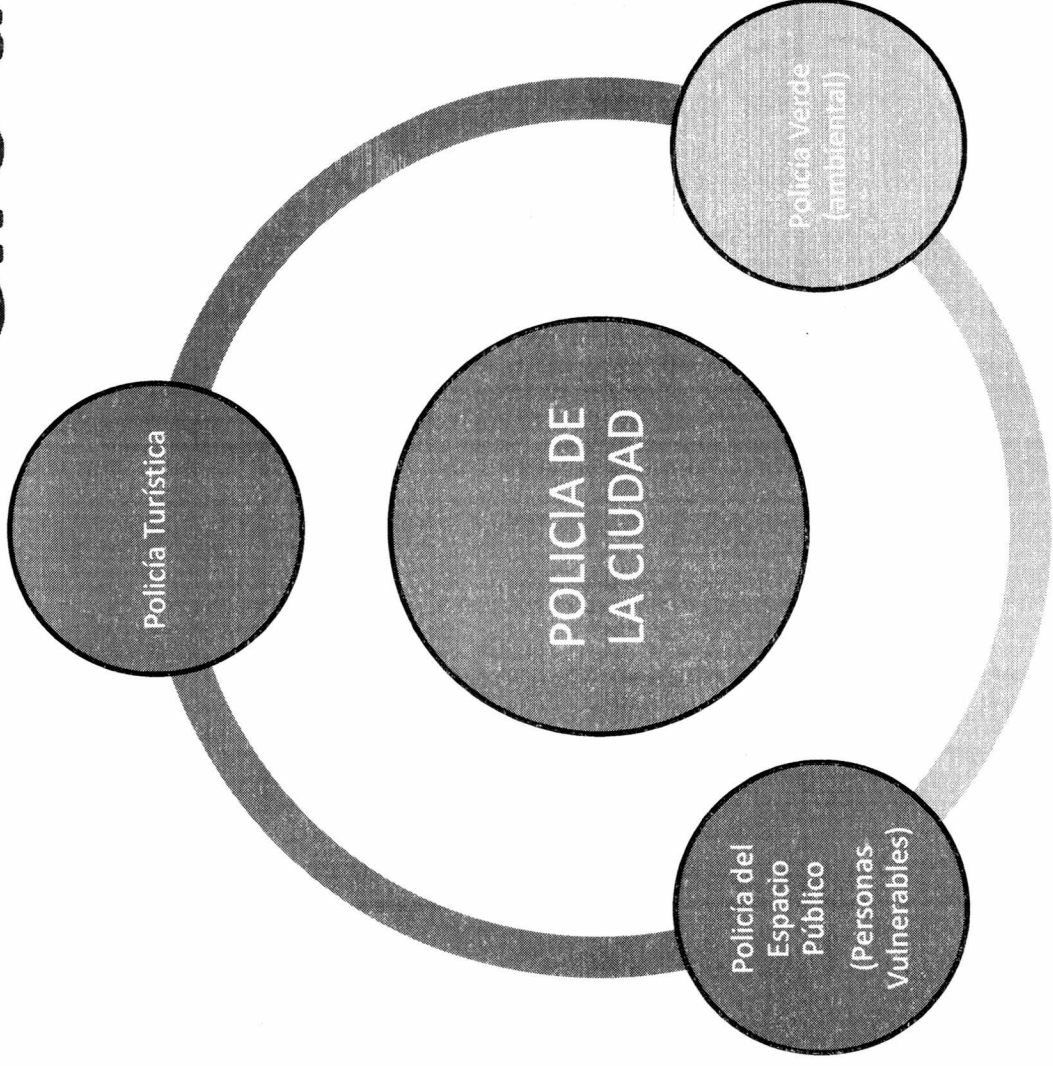 Policía Turística
POLICIA DE
LA CIUDAD
Policía del
Espacio
Público
(Personas
Vulnerables)
Policía Verde
(ambiental)